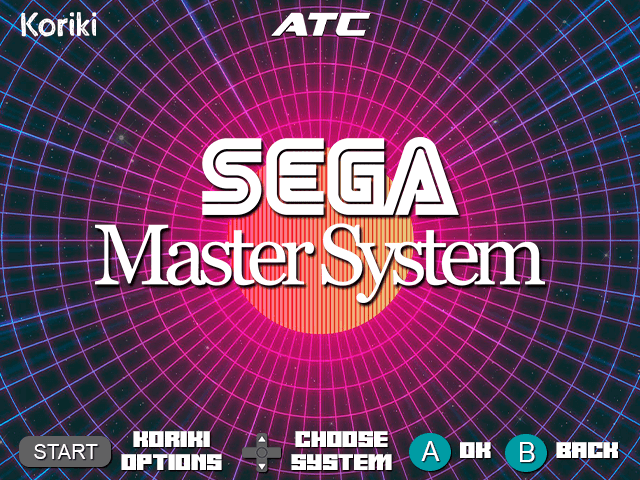 Koriki
ATC
SEGA
Master System
START
KORIKI
OPTIONS
CHOOSE
SYSTEM
A
OK
B
BACK